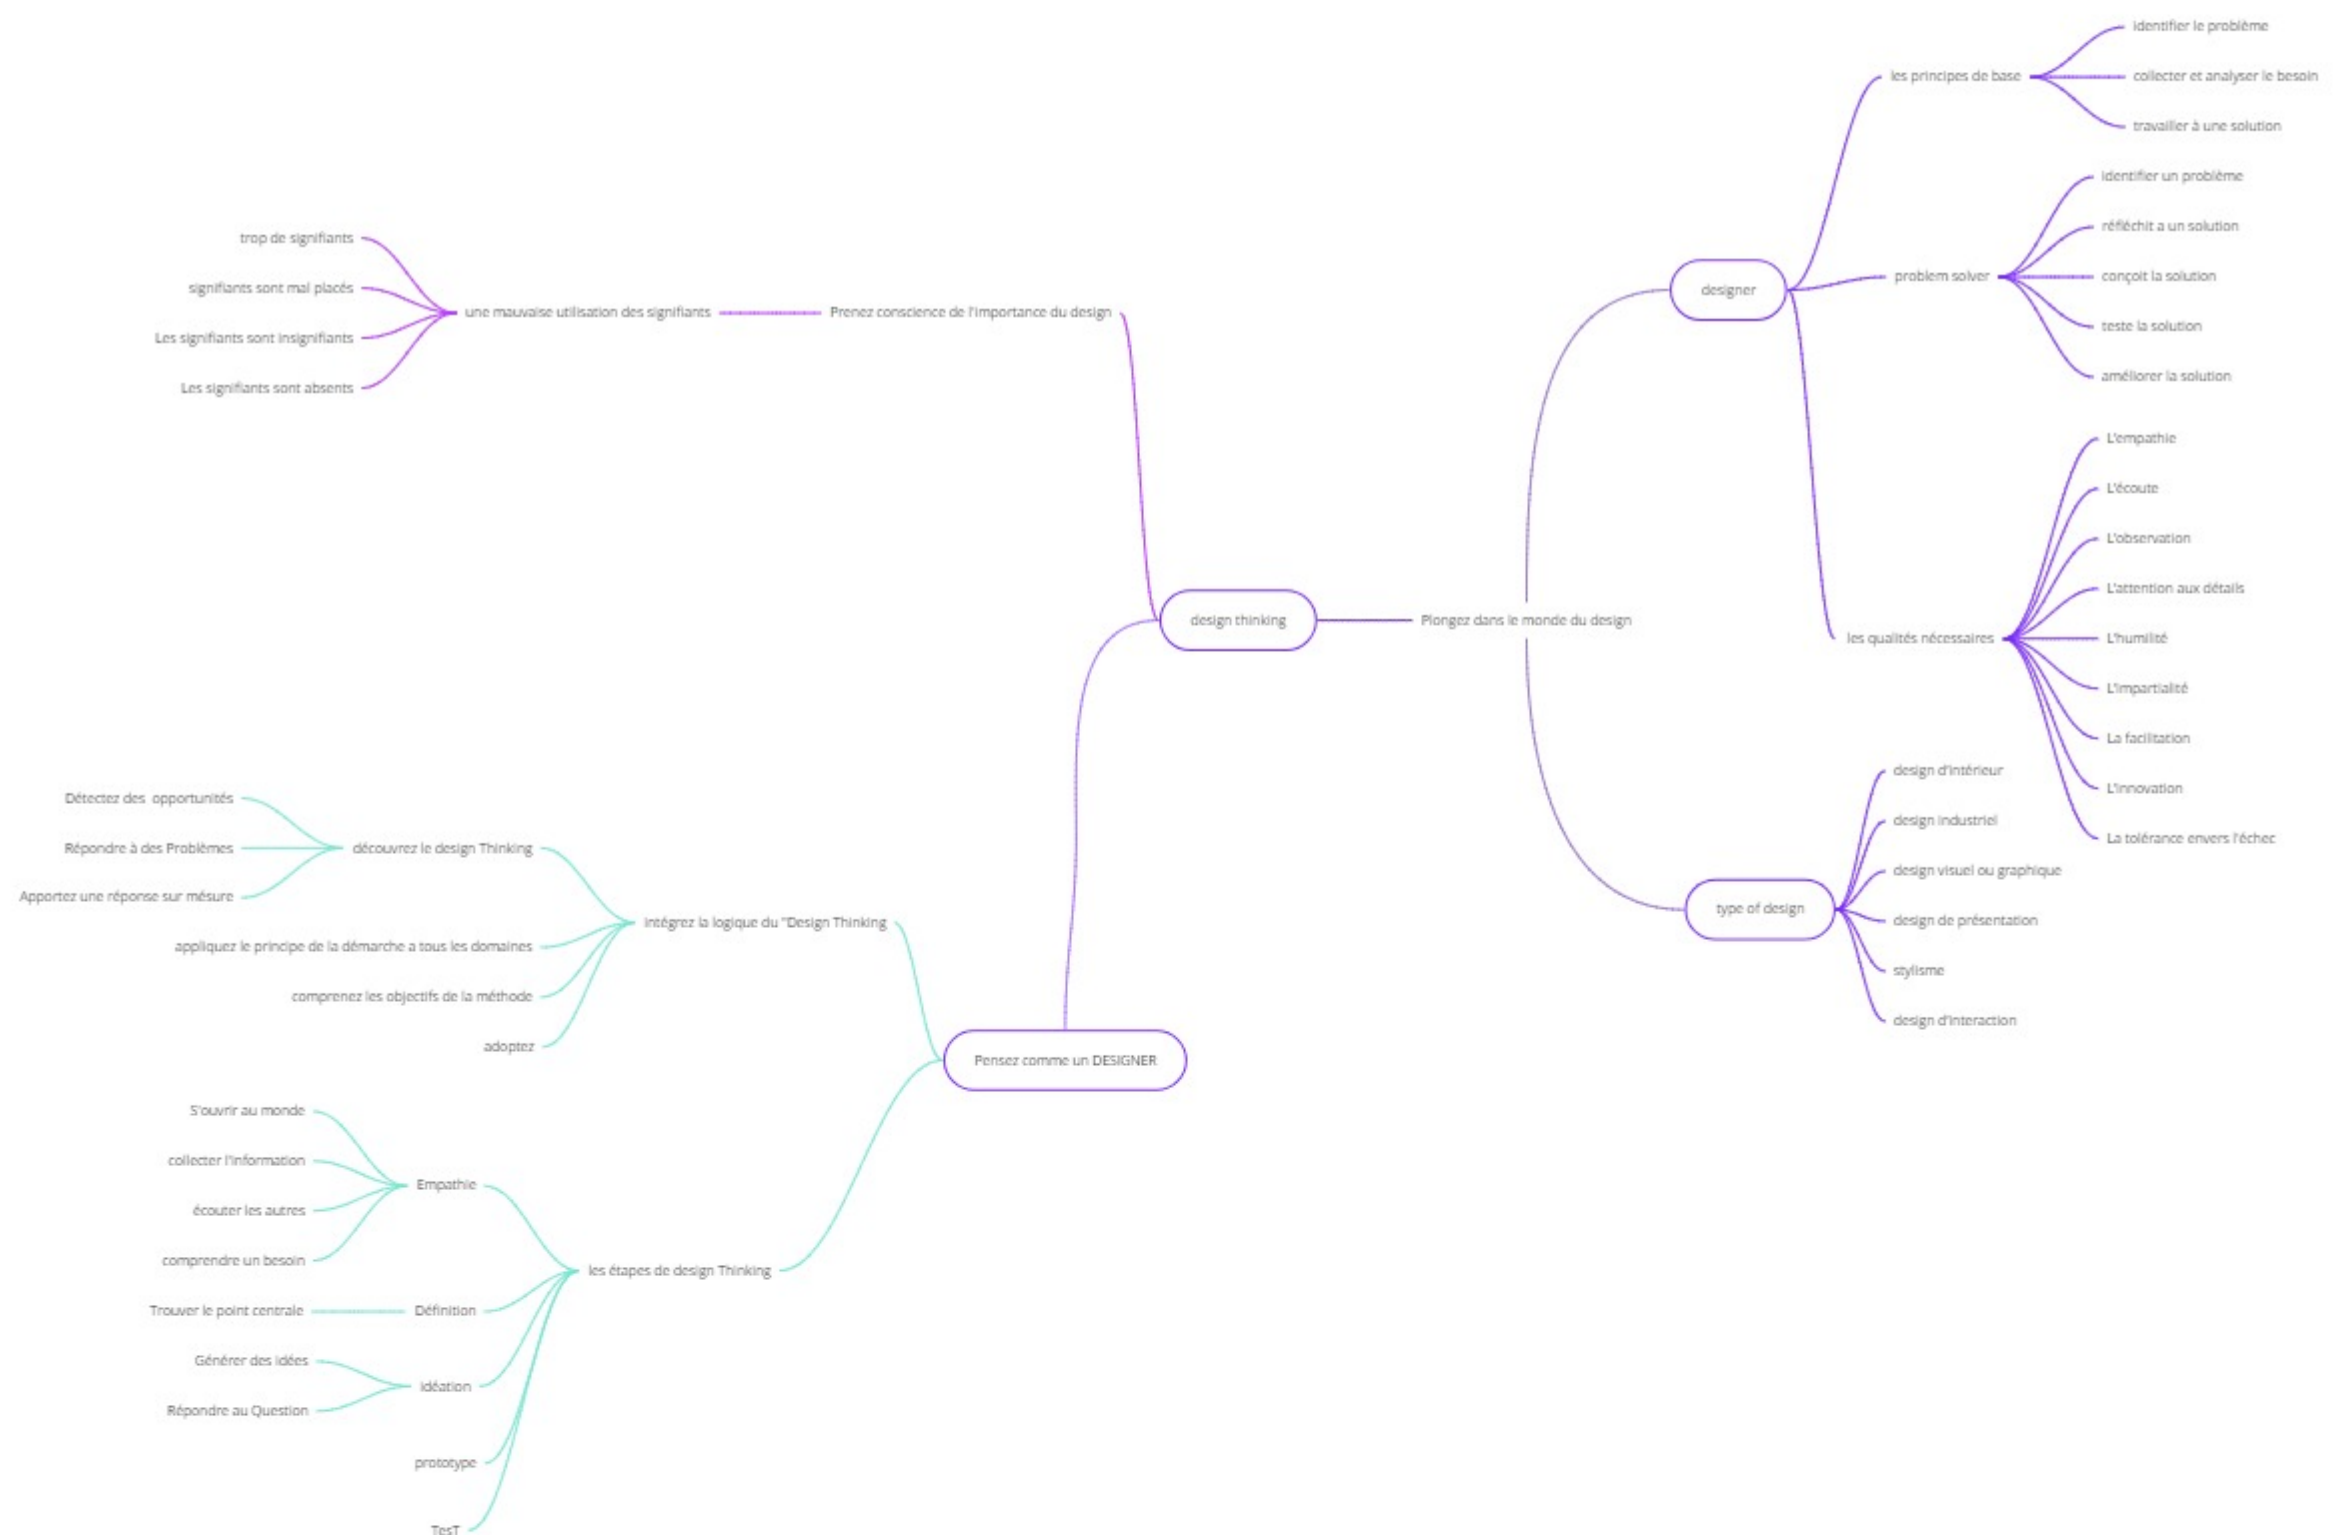 design thinking
Prenez conscience de l'importance du design
une mauvaise utilisation des signifiants
trop de signifiants
signifiants sont mal placés
Les signifiants sont insignifiants
Les signifiants sont absents
Plongez dans le monde du design
designer
les principes de base
identifier le problème
collecter et analyser le besoin
travailler à une solution
problem solver
identifier un problème
réfléchit a un solution
conçoit la solution
teste la solution
améliorer la solution
les qualités nécessaires
L'empathie
L'écoute
L'observation
L'attention aux détails
L'humilité
L'impartialité
La facilitation
L'innovation
La tolérance envers l'échec
type of design
design d'intérieur
design industriel
design visuel ou graphique
design de présentation
stylisme
design d'interaction
Pensez comme un DESIGNER
intégrez la logique du "Design Thinking
découvrez le design Thinking
Détectez des  opportunités
Répondre à des Problèmes
Apportez une réponse sur mésure
appliquez le principe de la démarche a tous les domaines
comprenez les objectifs de la méthode
adoptez
les étapes de design Thinking
Empathie
S'ouvrir au monde
collecter l'information
écouter les autres
comprendre un besoin
Définition
Trouver le point centrale
idéation
Générer des idées
Répondre au Question
prototype
TesT